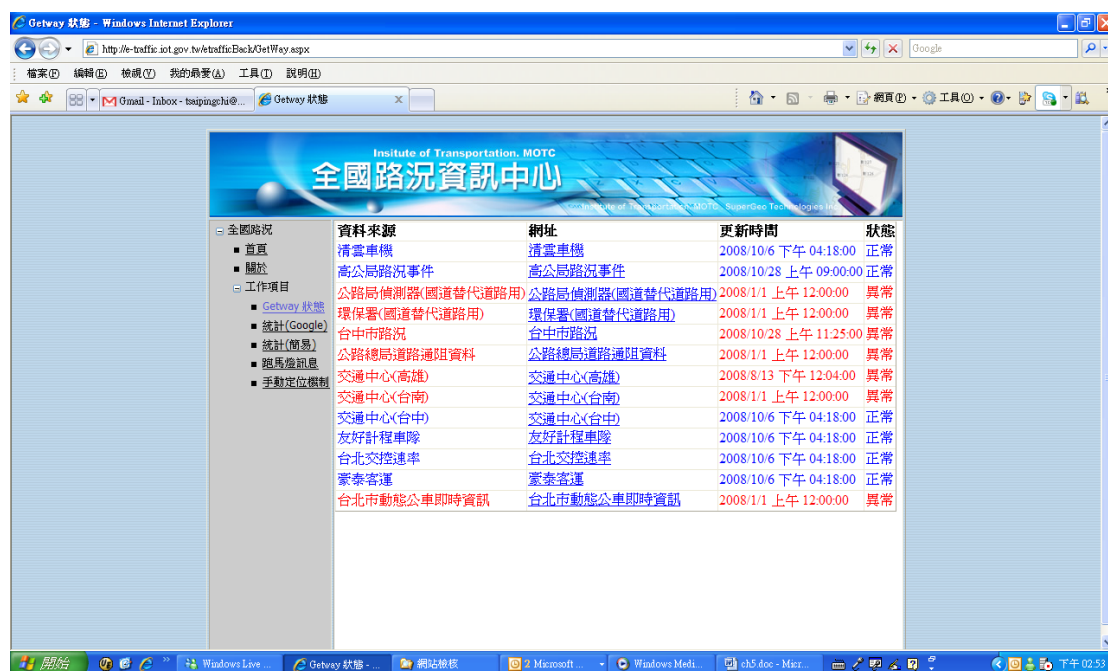 Getway 狀態 - Windows Internet Explorer
http://e-traffic.iot.gov.tw/etrafficBack/GetWay.aspx
Google
檔案(F) 編輯(E) 檢視(V) 我的最愛(A) 工具(T) 說明(H)
Gmail - Inbox - tsaipingchi@... Getway 狀態 網頁(P) 工具(O)
Insitute of Transportation. MOTC
全國路況資訊中心
全國路況
首頁
關於
工作項目
Getway 狀態
統計(Google)
統計(簡易)
跑馬燈訊息
手動定位機制
資料來源 網址 更新時間 狀態
清雲車機 清雲車機 2008/10/6 下午 04:18:00 正常
高公局路況事件 高公局路況事件 2008/10/28 上午 09:00:00 正常
公路局偵測器(國道替代道路用) 公路局偵測器(國道替代道路用) 2008/1/1 上午 12:00:00 異常
環保署(國道替代道路用) 環保署(國道替代道路用) 2008/1/1 上午 12:00:00 異常
台中市路況 台中市路況 2008/10/28 上午 11:25:00 異常
公路總局道路通阻資料 公路總局道路通阻資料 2008/1/1 上午 12:00:00 異常
交通中心(高雄) 交通中心(高雄) 2008/8/13 下午 12:04:00 異常
交通中心(台南) 交通中心(台南) 2008/1/1 上午 12:00:00 異常
交通中心(台中) 交通中心(台中) 2008/10/6 下午 04:18:00 正常
友好計程車隊 友好計程車隊 2008/10/6 下午 04:18:00 正常
台北交控速率 台北交控速率 2008/10/6 下午 04:18:00 正常
豪泰客運 豪泰客運 2008/10/6 下午 04:18:00 正常
台北市動態公車即時資訊 台北市動態公車即時資訊 2008/1/1 上午 12:00:00 異常
開始 Windows Live ... Getway 狀態 - ... 網站檢核 2 Microsoft ... Windows Medi... ch5.doc - Micr... 下午 02:53